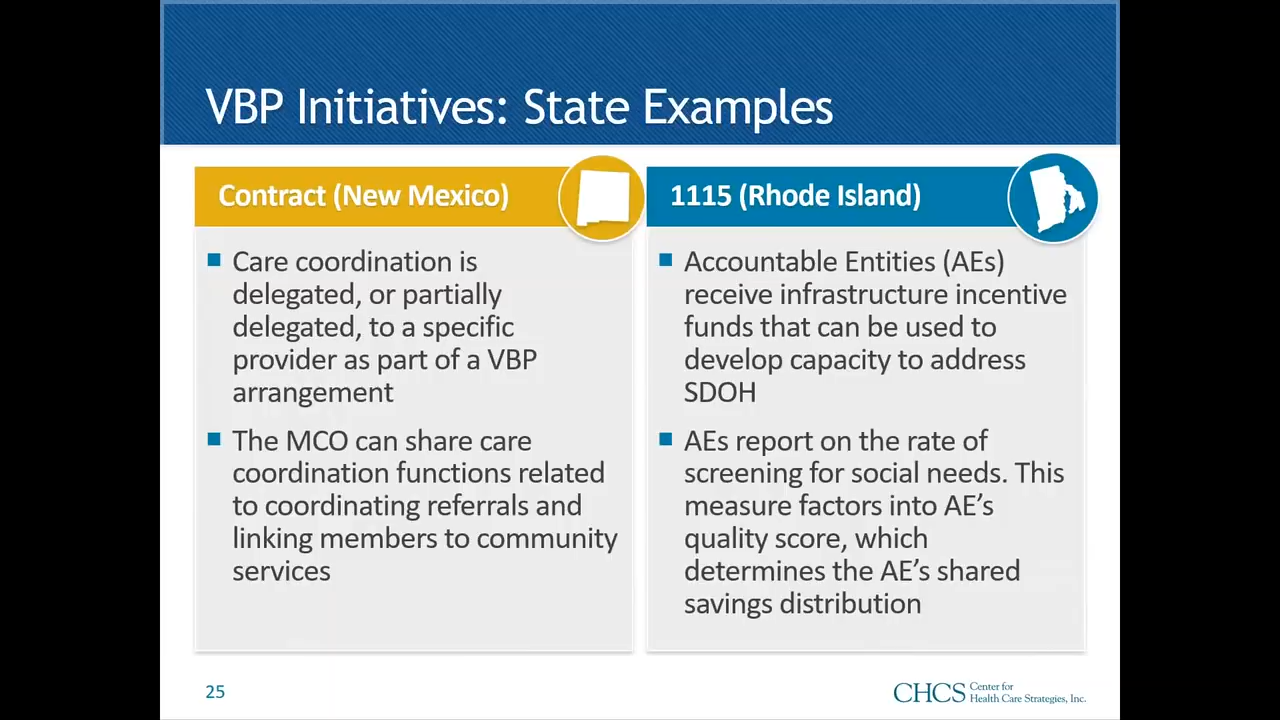 VBP Initiatives: State Examples
Contract (New Mexico)
Care coordination is
delegated, or partially
delegated, to a specific
provider as part of a VBP
arrangement
The MCO can share care
coordination functions related
to coordinating referrals and
linking members to community
services
1115 (Rhode Island)
Accountable Entities (AEs)
receive infrastructure incentive
funds that can be used to
develop capacity to address
SDOH
AEs report on the rate of
screening for social needs. This
measure factors into AE’s
quality score, which
determines the AE’s shared
savings distribution
25
CHCS Center for
Health Care Strategies, Inc.